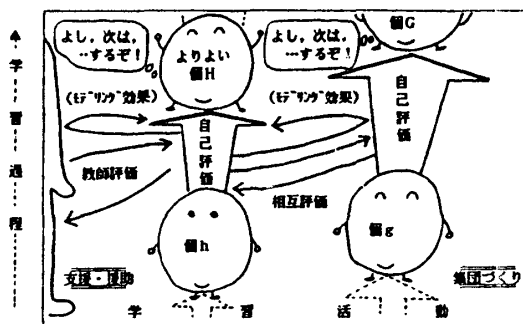 ↑学習過程
よし，次は，
…するぞ！
よりよい
個H
よし，次は，
…するぞ！
個G
(ﾓﾃﾞﾘﾝｸﾞ効果)
自己評価
(ﾓﾃﾞﾘﾝｸﾞ効果)
自己評価
教師評価
相互評価
個h
個g
支援・援助
集団づくり
学習活動